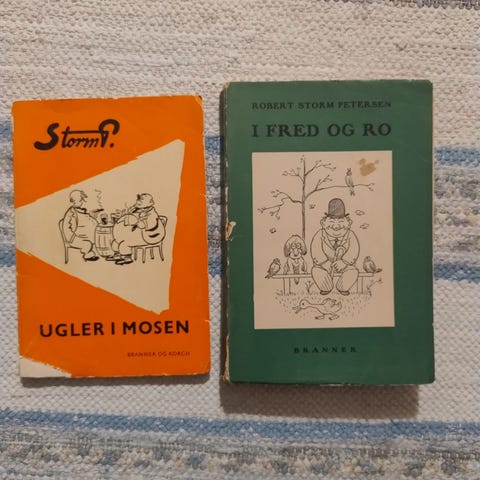 Storm P.
UGLER I MOSEN
BRANNER OG KORCH
ROBERT STORM PETERSEN
I FRED OG RO
BRANNER